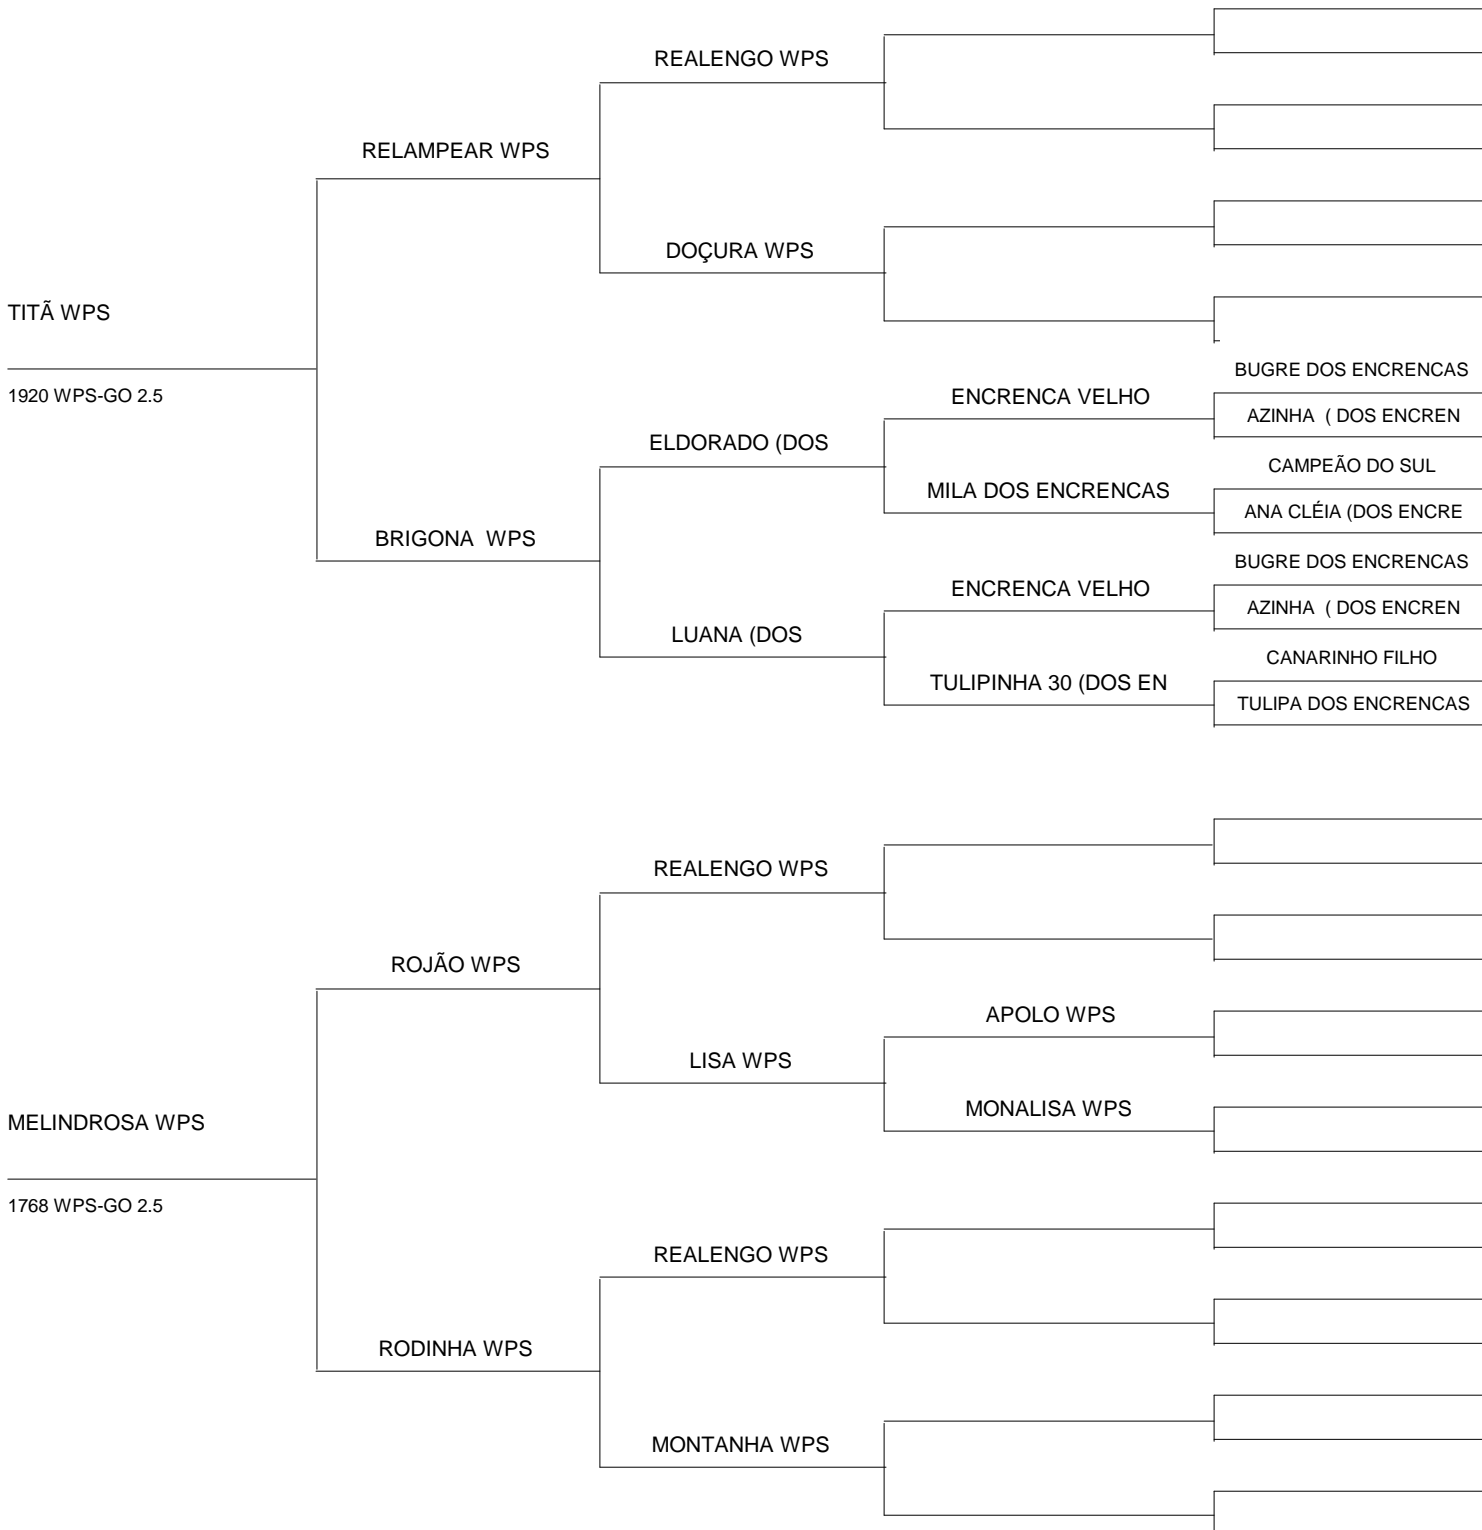 REALENGO WPS
RELAMPEAR WPS
DOÇURA WPS
TITÃ WPS
1920 WPS-GO 2.5
BUGRE DOS ENCRENCAS
ENCRENCA VELHO
AZINHA ( DOS ENCREN
ELDORADO (DOS
CAMPEÃO DO SUL
MILA DOS ENCRENCAS
ANA CLÉIA (DOS ENCRE
BRIGONA WPS
BUGRE DOS ENCRENCAS
ENCRENCA VELHO
AZINHA ( DOS ENCREN
LUANA (DOS
CANARINHO FILHO
TULIPINHA 30 (DOS EN
TULIPA DOS ENCRENCAS
REALENGO WPS
ROJÃO WPS
APOLO WPS
LISA WPS
MONALISA WPS
MELINDROSA WPS
1768 WPS-GO 2.5
REALENGO WPS
RODINHA WPS
MONTANHA WPS